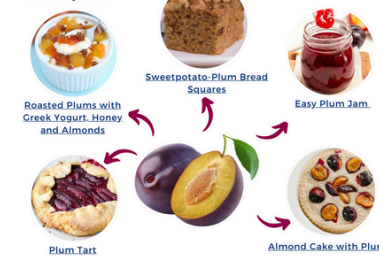 Sweetpotato-Plum Bread
Squares
Roasted Plums with
Greek Yogurt, Honey
and Almonds
Easy Plum Jam
Plum Tart
Almond Cake with Plum